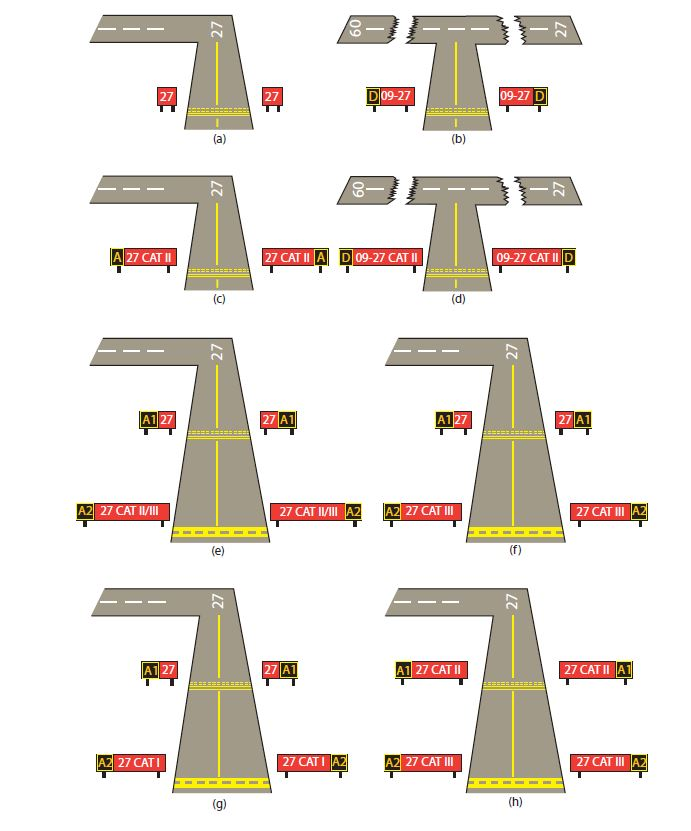 27
27 27
(a)
09 27
D 09-27 09-27 D
(b)
27
A 27 CAT II 27 CAT II A
(c)
09 27
D 09-27 CAT II 09-27 CAT II D
(d)
27
A1 27 27 A1
A2 27 CAT II/III 27 CAT II/III A2
(e)
27
A1 27 27 A1
A2 27 CAT III 27 CAT III A2
(f)
27
A1 27 27 A1
A2 27 CAT I 27 CAT I A2
(g)
27
A1 27 CAT II 27 CAT II A1
A2 27 CAT III 27 CAT III A2
(h)